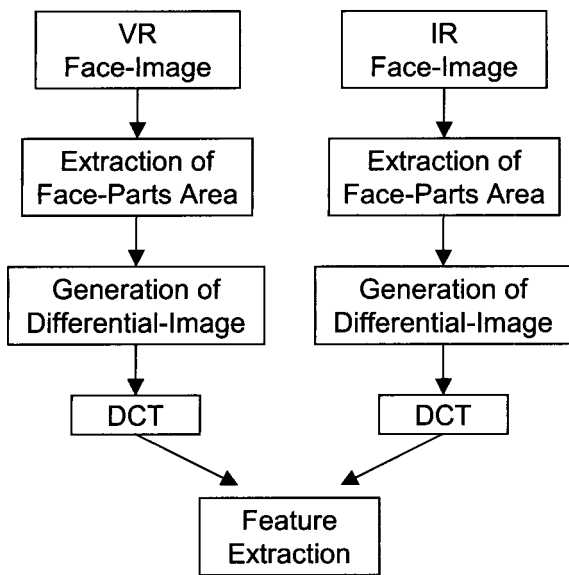 VR
Face-Image
IR
Face-Image
Extraction of
Face-Parts Area
Extraction of
Face-Parts Area
Generation of
Differential-Image
Generation of
Differential-Image
DCT
DCT
Feature
Extraction